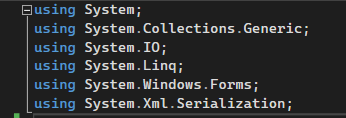 using System;
using System.Collections.Generic;
using System.IO;
using System.Linq;
using System.Windows.Forms;
using System.Xml.Serialization;